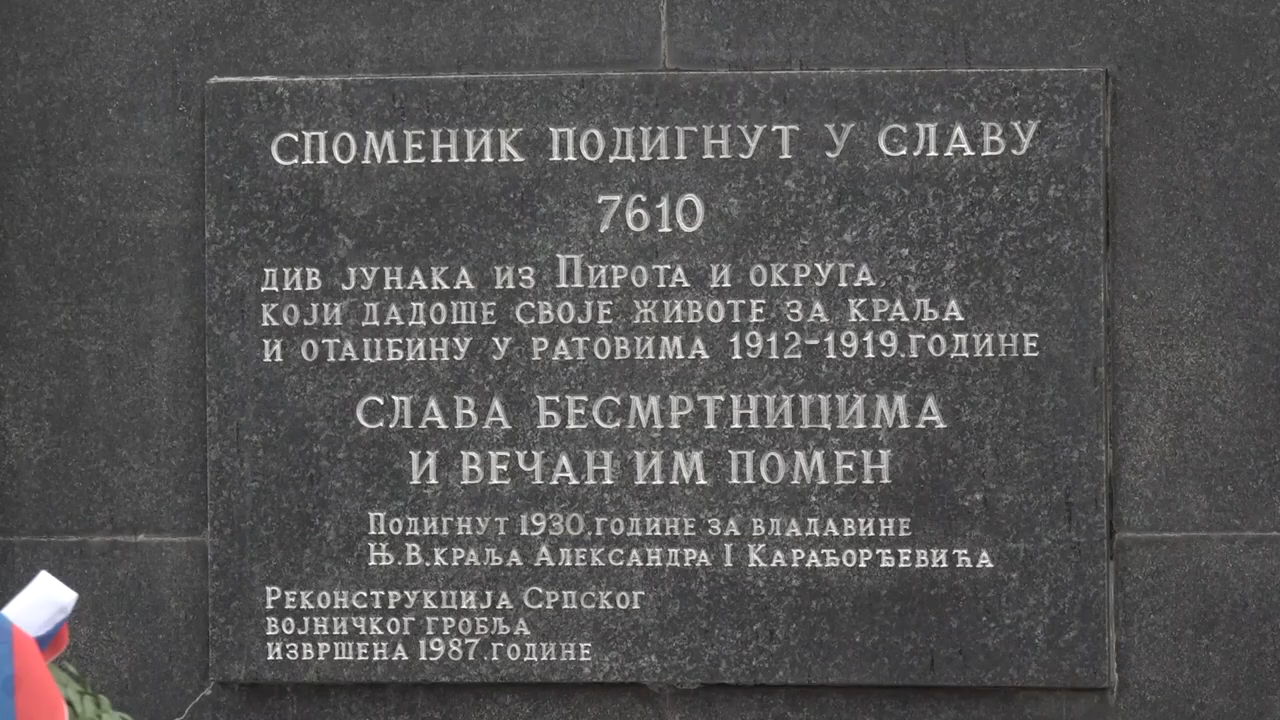 СПОМЕНИК ПОДИГНУТ У СЛАВУ
7610
ДИВ ЈУНАКА ИЗ ПИРОТА И ОКРУГА,
КОЈИ ДАДОШЕ СВОЈЕ ЖИВОТЕ ЗА КРАЉА
И ОТАЏБИНУ У РАТОВИМА 1912-1919.ГОДИНЕ
СЛАВА БЕСМРТНИЦИМА
И ВЕЧАН ИМ ПОМЕН
ПОДИГНУТ 1930.ГОДИНЕ ЗА ВЛАДАВИНЕ
Њ.В.КРАЉА АЛЕКСАНДРА I КАРАЂОРЂЕВИЋА
РЕКОНСТРУКЦИЈА СРПСКОГ
ВОЈНИЧКОГ ГРОБЉА
ИЗВРШЕНА 1987.ГОДИНЕ